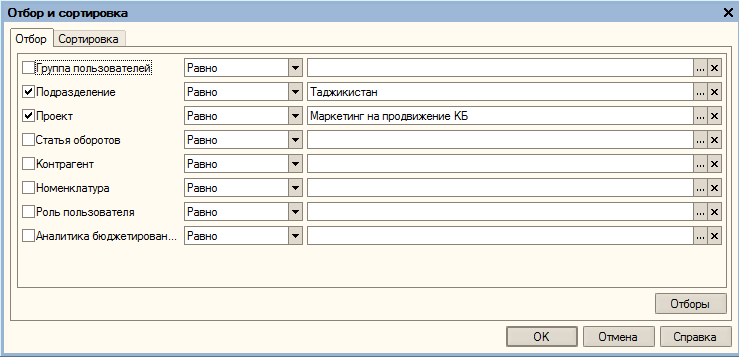 Отбор и сортировка
Отбор Сортировка
Группа пользователей Равно ...
Подразделение Равно Таджикистан ...
Проект Равно Маркетинг на продвижение КБ ...
Статья оборотов Равно ...
Контрагент Равно ...
Номенклатура Равно ...
Роль пользователя Равно ...
Аналитика бюджетирован... Равно ...
Отборы
OK Отмена Справка